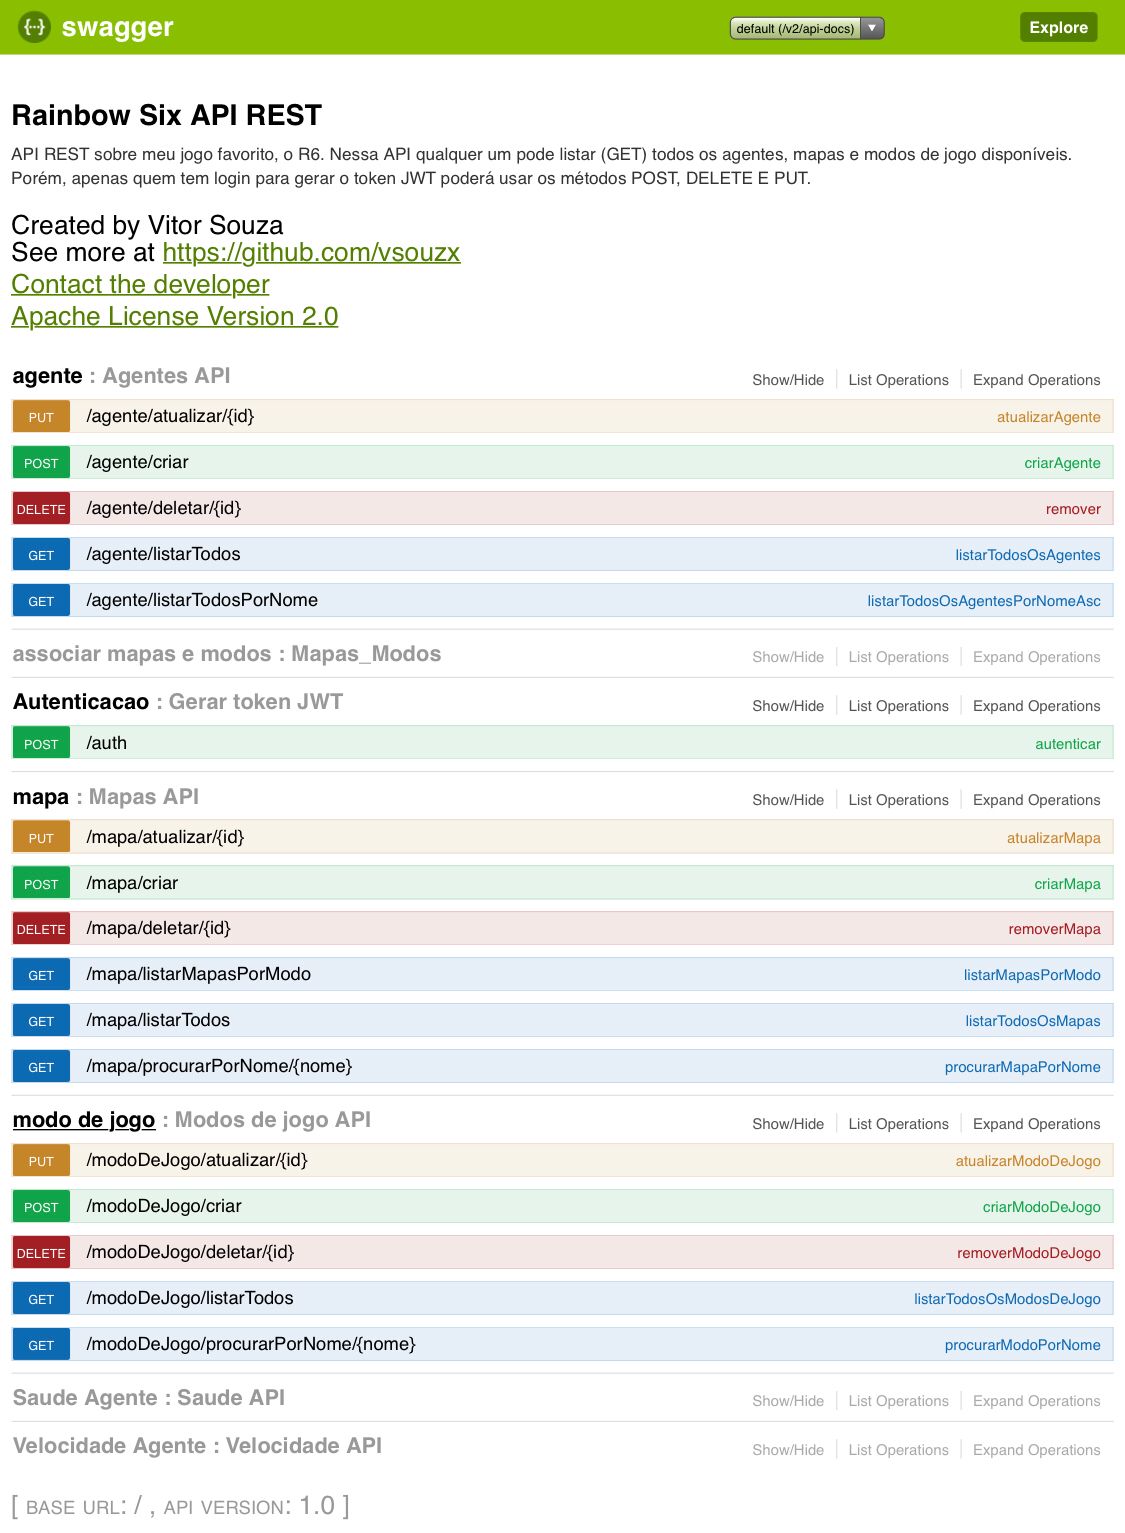 {···} swagger default (/v2/api-docs) Explore
Rainbow Six API REST
API REST sobre meu jogo favorito, o R6. Nessa API qualquer um pode listar (GET) todos os agentes, mapas e modos de jogo disponíveis.
Porém, apenas quem tem login para gerar o token JWT poderá usar os métodos POST, DELETE E PUT.
Created by Vitor Souza
See more at https://github.com/vsouzx
Contact the developer
Apache License Version 2.0
agente : Agentes API Show/Hide List Operations Expand Operations
PUT /agente/atualizar/{id} atualizarAgente
POST /agente/criar criarAgente
DELETE /agente/deletar/{id} remover
GET /agente/listarTodos listarTodosOsAgentes
GET /agente/listarTodosPorNome listarTodosOsAgentesPorNomeAsc
associar mapas e modos : Mapas_Modos Show/Hide List Operations Expand Operations
Autenticacao : Gerar token JWT Show/Hide List Operations Expand Operations
POST /auth autenticar
mapa : Mapas API Show/Hide List Operations Expand Operations
PUT /mapa/atualizar/{id} atualizarMapa
POST /mapa/criar criarMapa
DELETE /mapa/deletar/{id} removerMapa
GET /mapa/listarMapasPorModo listarMapasPorModo
GET /mapa/listarTodos listarTodosOsMapas
GET /mapa/procurarPorNome/{nome} procurarMapaPorNome
modo de jogo : Modos de jogo API Show/Hide List Operations Expand Operations
PUT /modoDeJogo/atualizar/{id} atualizarModoDeJogo
POST /modoDeJogo/criar criarModoDeJogo
DELETE /modoDeJogo/deletar/{id} removerModoDeJogo
GET /modoDeJogo/listarTodos listarTodosOsModosDeJogo
GET /modoDeJogo/procurarPorNome/{nome} procurarModoPorNome
Saude Agente : Saude API Show/Hide List Operations Expand Operations
Velocidade Agente : Velocidade API Show/Hide List Operations Expand Operations
[ BASE URL: / , API VERSION: 1.0 ]